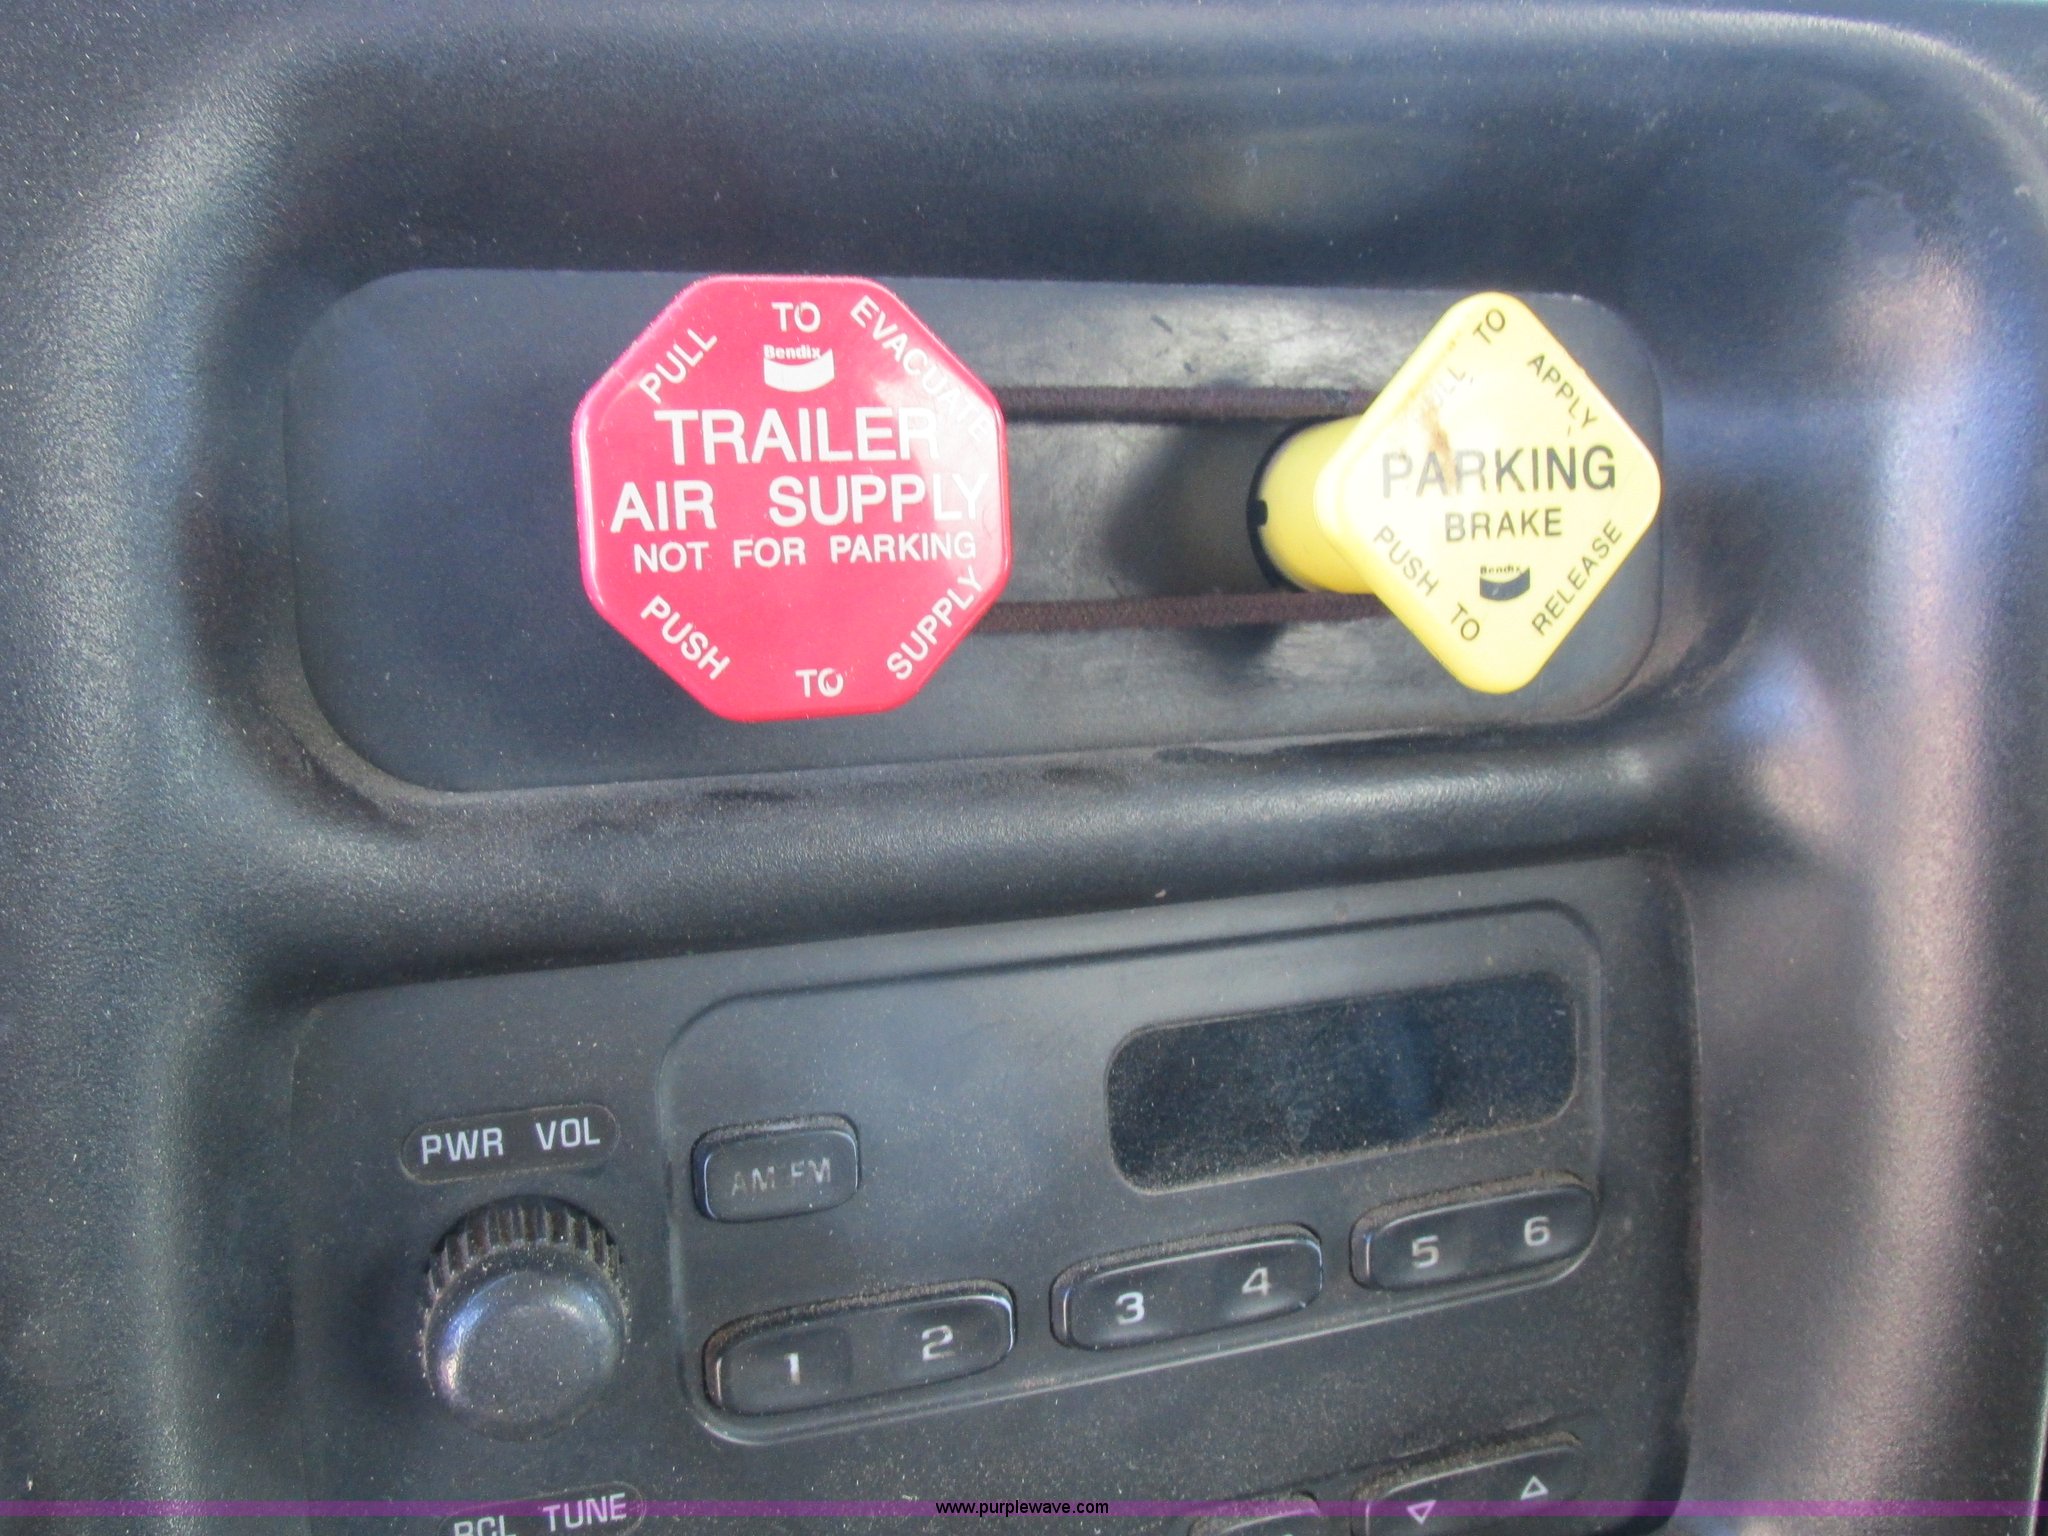 PULL TO EVACUATE
Bendix
TRAILER
AIR SUPPLY
NOT FOR PARKING
PUSH TO SUPPLY
PULL TO APPLY
PARKING
BRAKE
Bendix
PUSH TO RELEASE
PWR VOL
AM FM
1 2 3 4 5 6
RCL TUNE
www.purplewave.com